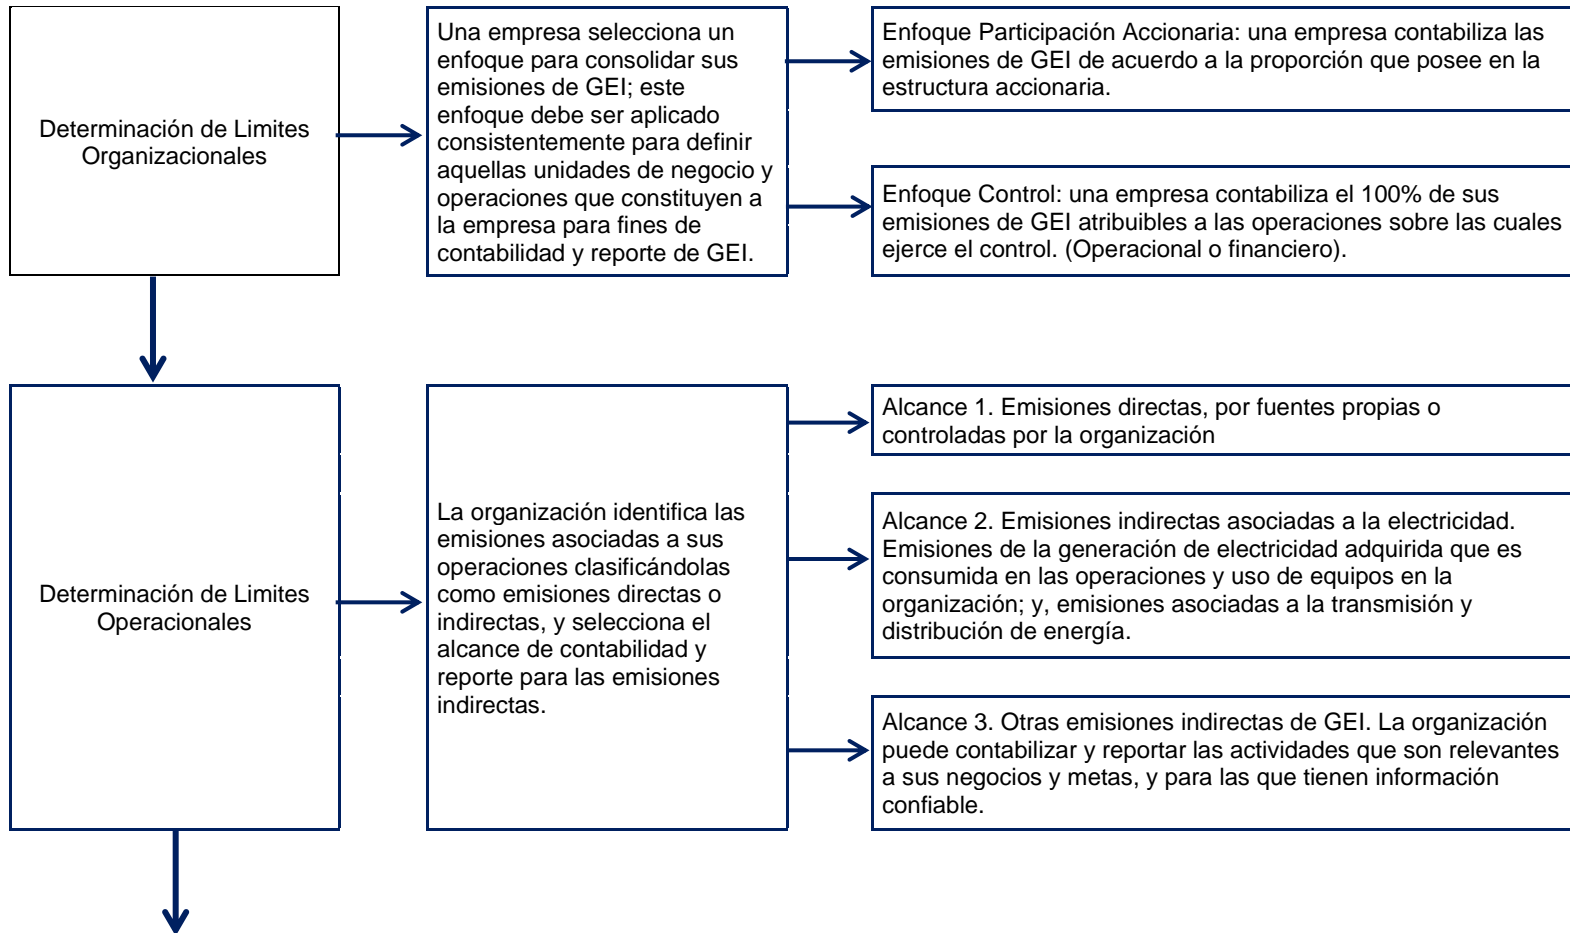 Determinación de Limites
Organizacionales
Una empresa selecciona un
enfoque para consolidar sus
emisiones de GEI; este
enfoque debe ser aplicado
consistentemente para definir
aquellas unidades de negocio y
operaciones que constituyen a
la empresa para fines de
contabilidad y reporte de GEI.
Enfoque Participación Accionaria: una empresa contabiliza las
emisiones de GEI de acuerdo a la proporción que posee en la
estructura accionaria.
Enfoque Control: una empresa contabiliza el 100% de sus
emisiones de GEI atribuibles a las operaciones sobre las cuales
ejerce el control. (Operacional o financiero).
Determinación de Limites
Operacionales
La organización identifica las
emisiones asociadas a sus
operaciones clasificándolas
como emisiones directas o
indirectas, y selecciona el
alcance de contabilidad y
reporte para las emisiones
indirectas.
Alcance 1. Emisiones directas, por fuentes propias o
controladas por la organización
Alcance 2. Emisiones indirectas asociadas a la electricidad.
Emisiones de la generación de electricidad adquirida que es
consumida en las operaciones y uso de equipos en la
organización; y, emisiones asociadas a la transmisión y
distribución de energía.
Alcance 3. Otras emisiones indirectas de GEI. La organización
puede contabilizar y reportar las actividades que son relevantes
a sus negocios y metas, y para las que tienen información
confiable.